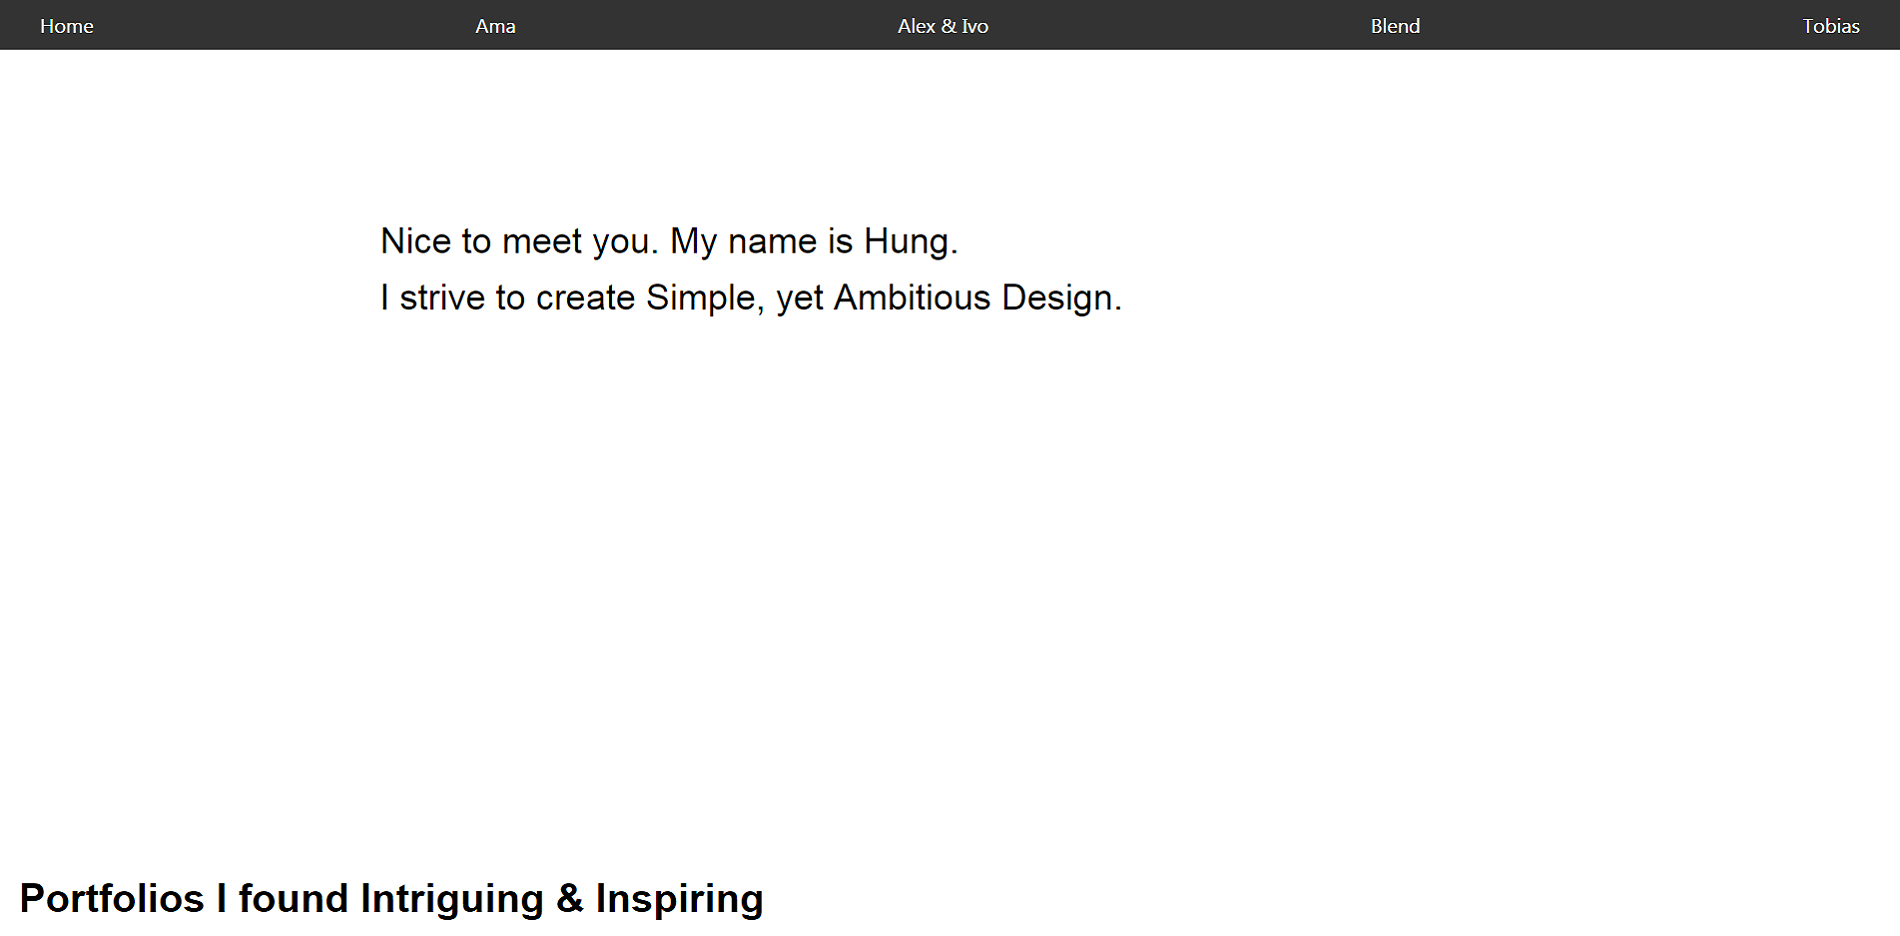 Home Ama Alex & Ivo Blend Tobias
Nice to meet you. My name is Hung.
I strive to create Simple, yet Ambitious Design.
Portfolios I found Intriguing & Inspiring